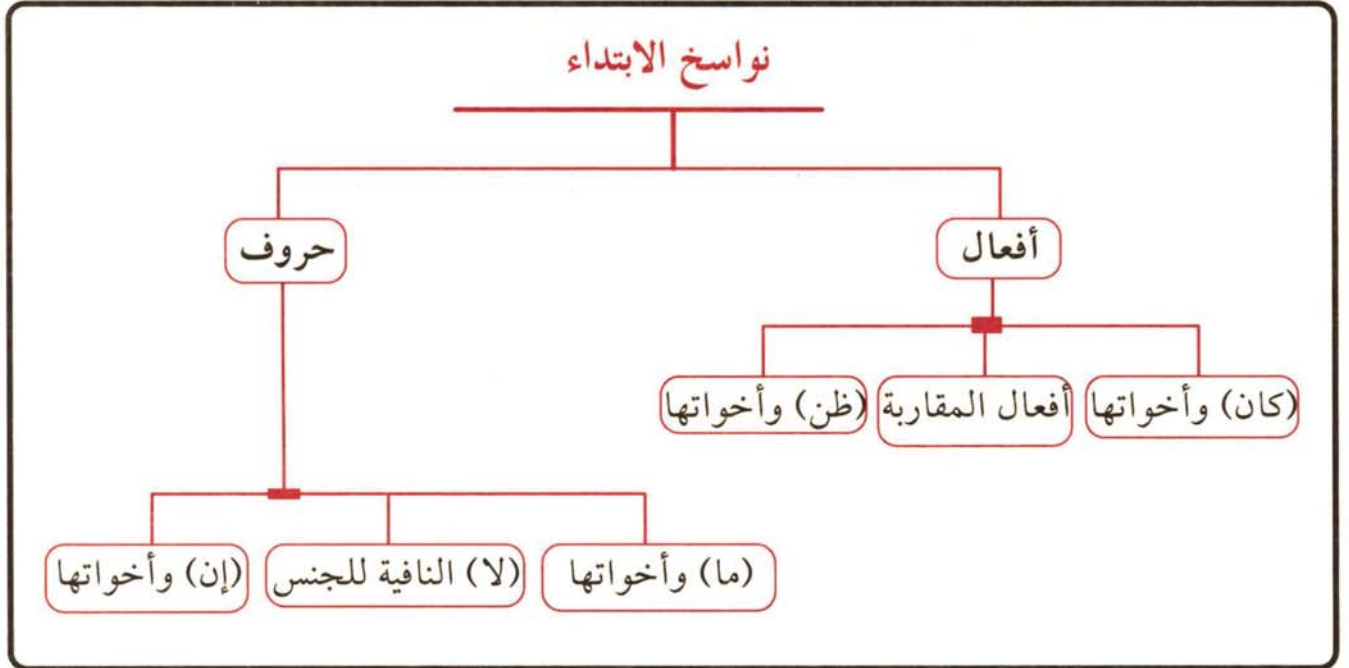 نواسخ الابتداء
أفعال
حروف
(كان) وأخواتها
أفعال المقاربة
(ظن) وأخواتها
(ما) وأخواتها
(لا) النافية للجنس
(إن) وأخواتها